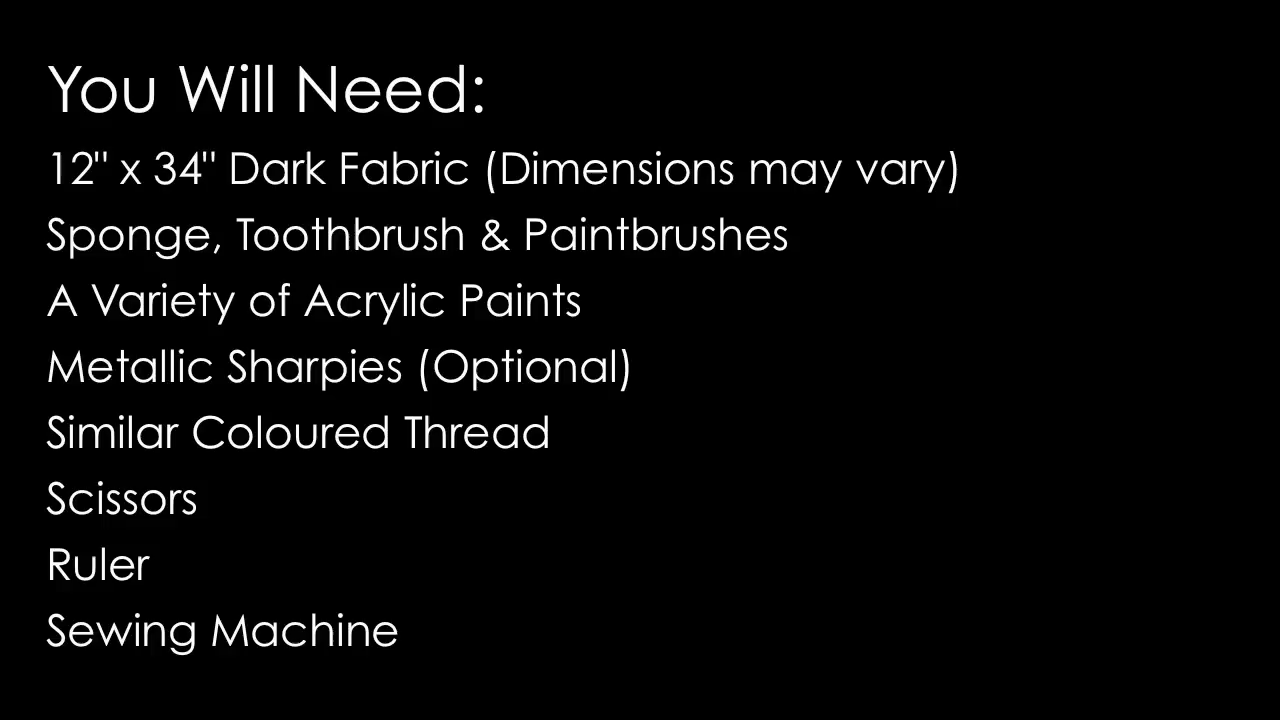 You Will Need:
12" x 34" Dark Fabric (Dimensions may vary)
Sponge, Toothbrush & Paintbrushes
A Variety of Acrylic Paints
Metallic Sharpies (Optional)
Similar Coloured Thread
Scissors
Ruler
Sewing Machine